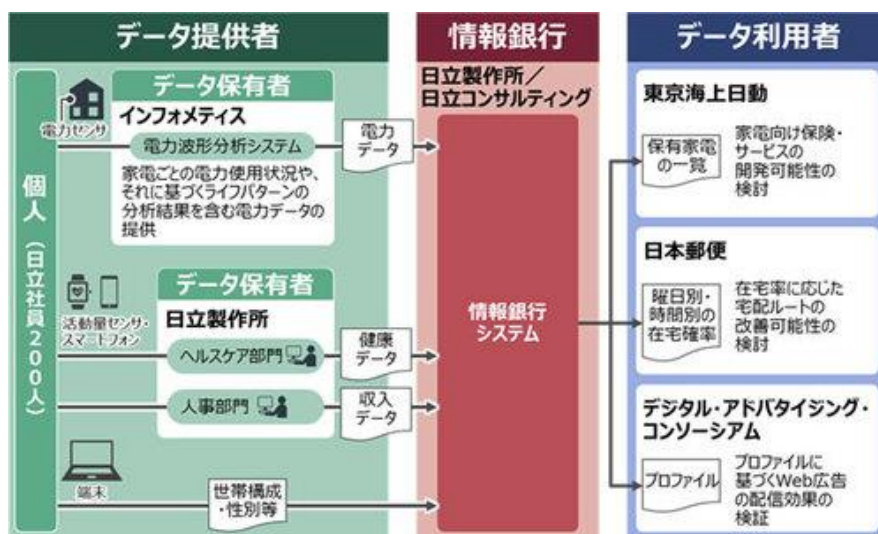 データ提供者
個人(日立社員200人)
電力センサ
データ保有者
インフォメティス
電力波形分析システム
家電ごとの電力使用状況や、
それに基づくライフパターンの
分析結果を含む電力データの
提供
電力
データ
活動量センサ・
スマートフォン
データ保有者
日立製作所
ヘルスケア部門
健康
データ
人事部門
収入
データ
端末
世帯構成
・性別等
情報銀行
日立製作所/
日立コンサルティング
情報銀行
システム
データ利用者
東京海上日動
保有家電
の一覧
家電向け保険・
サービスの
開発可能性の
検討
日本郵便
曜日別・
時間別の
在宅確率
在宅率に応じた
宅配ルートの
改善可能性の
検討
デジタル・アドバタイジング・
コンソーシアム
プロファイル
プロファイルに
基づくWeb広告
の配信効果の
検証